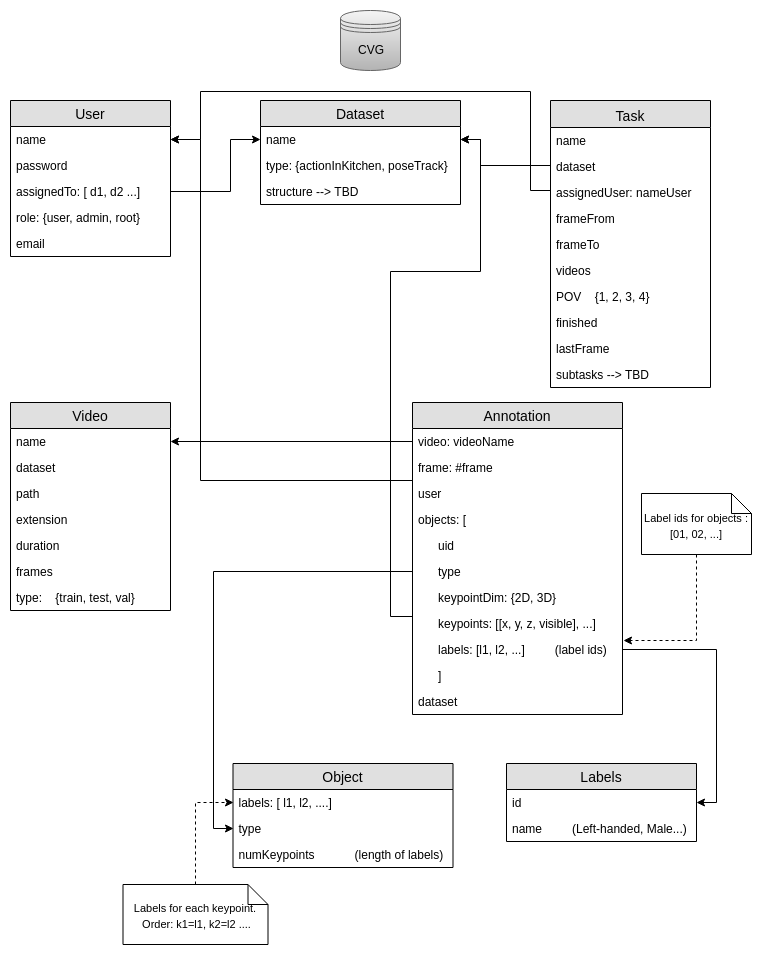 CVG
User
name
password
assignedTo: [ d1, d2 ...]
role: {user, admin, root}
email
Dataset
name
type: {actionInKitchen, poseTrack}
structure --> TBD
Task
name
dataset
assignedUser: nameUser
frameFrom
frameTo
videos
POV {1, 2, 3, 4}
finished
lastFrame
subtasks --> TBD
Video
name
dataset
path
extension
duration
frames
type: {train, test, val}
Annotation
video: videoName
frame: #frame
user
objects: [
uid
type
keypointDim: {2D, 3D}
keypoints: [[x, y, z, visible], ...]
labels: [l1, l2, ...] (label ids)
]
dataset
Label ids for objects :
[01, 02, ...]
Object
labels: [ l1, l2, ....]
type
numKeypoints (length of labels)
Labels
id
name (Left-handed, Male...)
Labels for each keypoint.
Order: k1=l1, k2=l2 ....